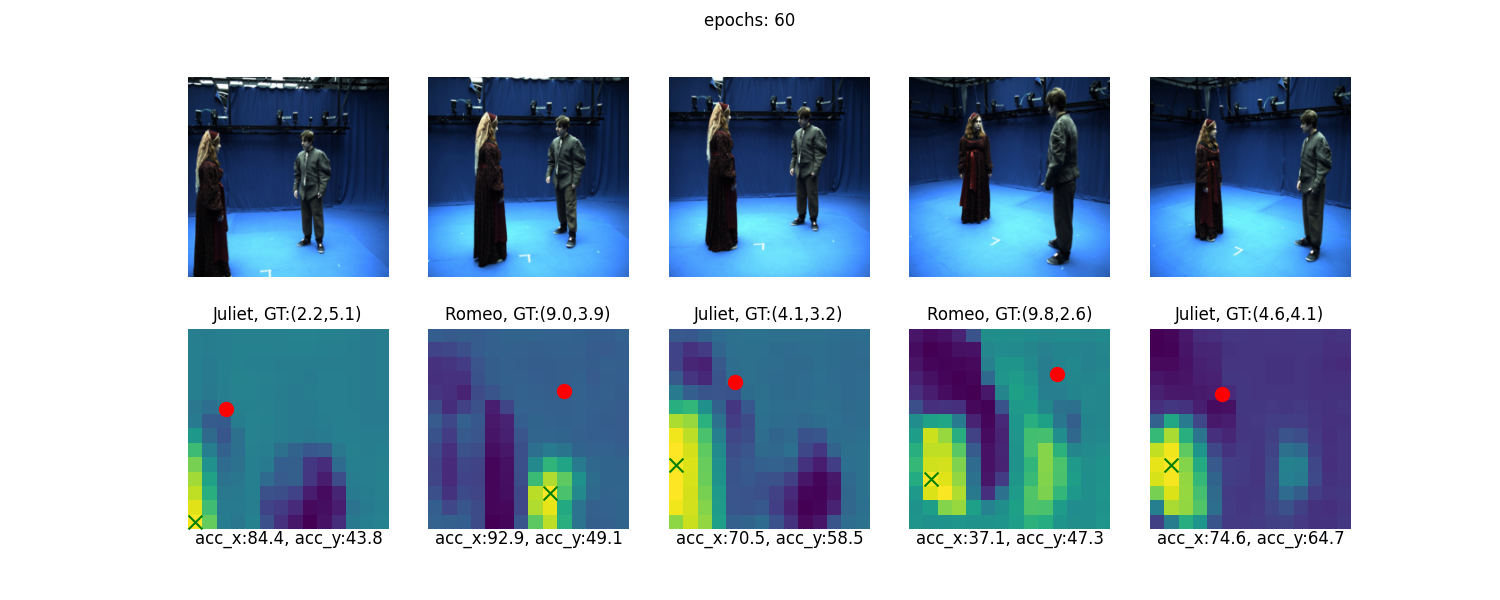 epochs: 60
Juliet, GT:(2.2,5.1)
Romeo, GT:(9.0,3.9)
Juliet, GT:(4.1,3.2)
Romeo, GT:(9.8,2.6)
Juliet, GT:(4.6,4.1)
acc_x:84.4, acc_y:43.8
acc_x:92.9, acc_y:49.1
acc_x:70.5, acc_y:58.5
acc_x:37.1, acc_y:47.3
acc_x:74.6, acc_y:64.7